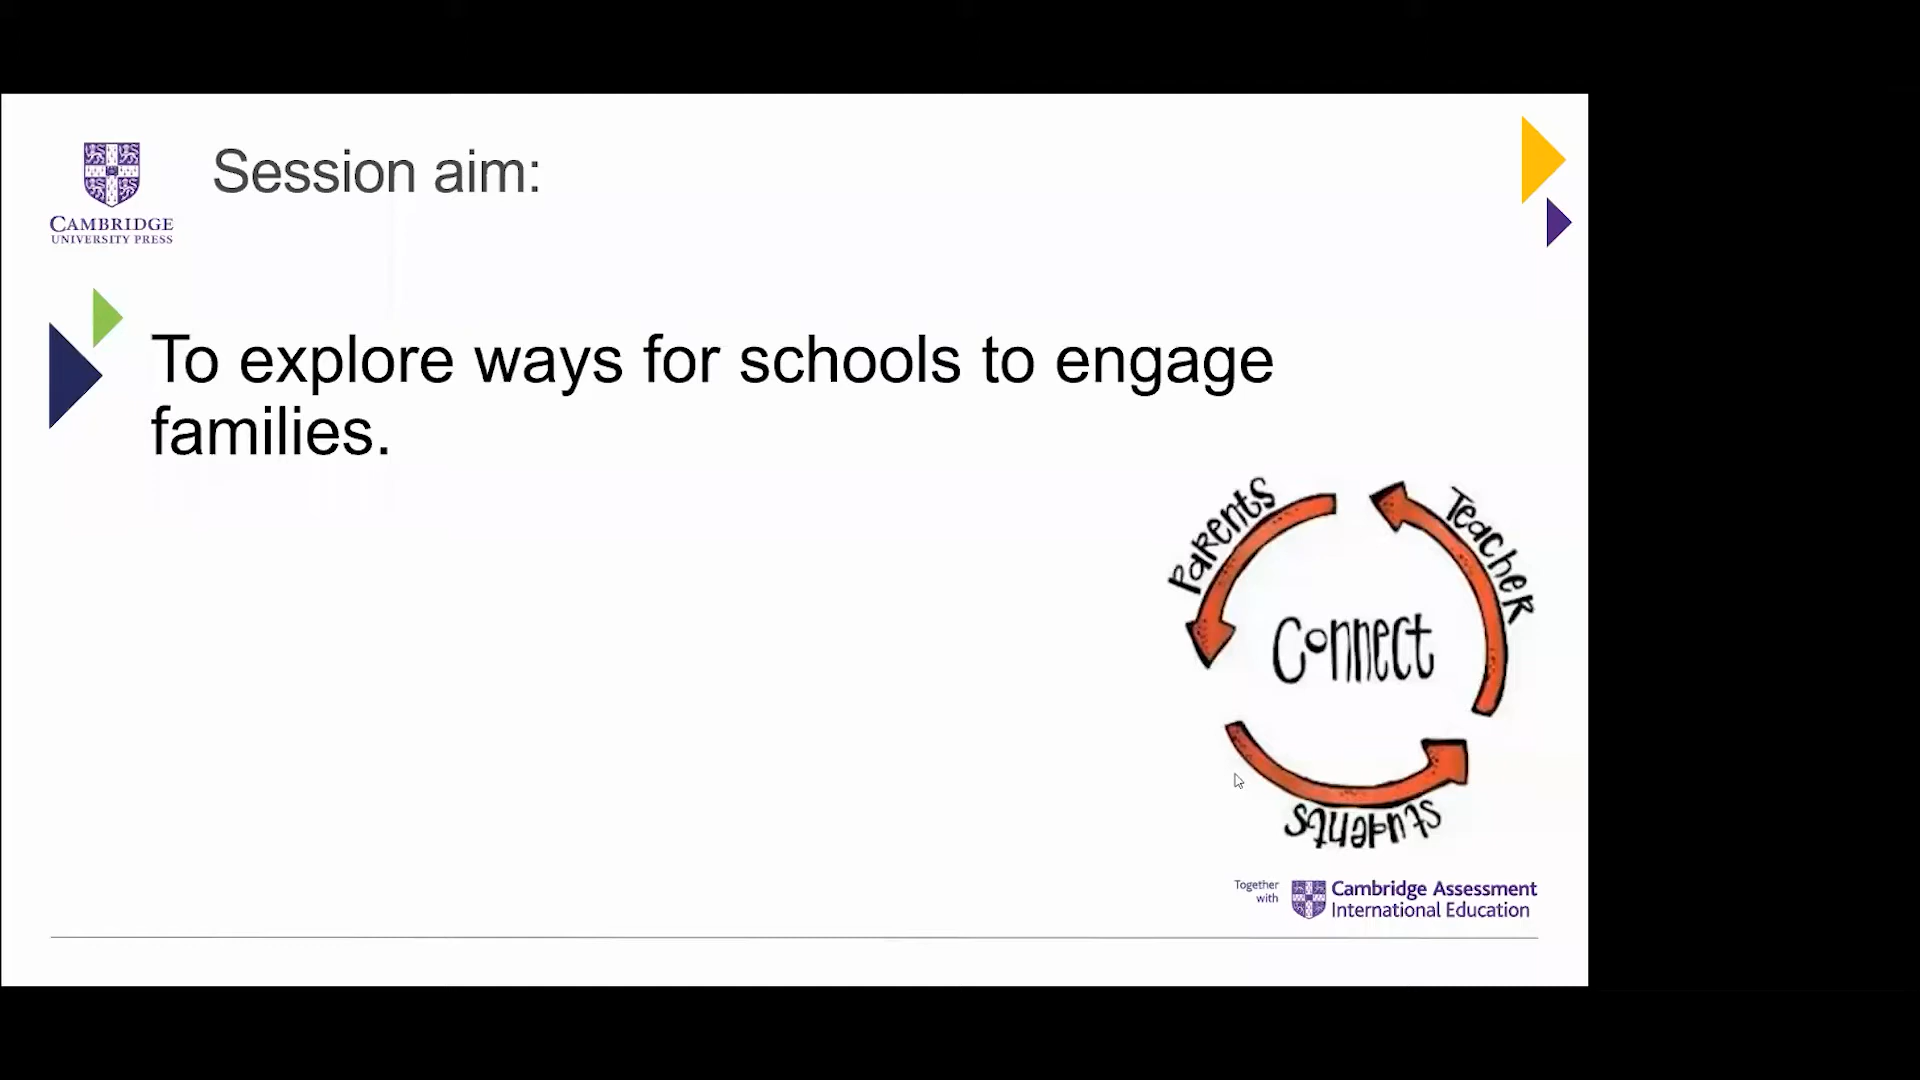 CAMBRIDGE
UNIVERSITY PRESS
Session aim:
To explore ways for schools to engage
families.
Parents
Teacher
Connect
Students
Together
with
Cambridge Assessment
International Education